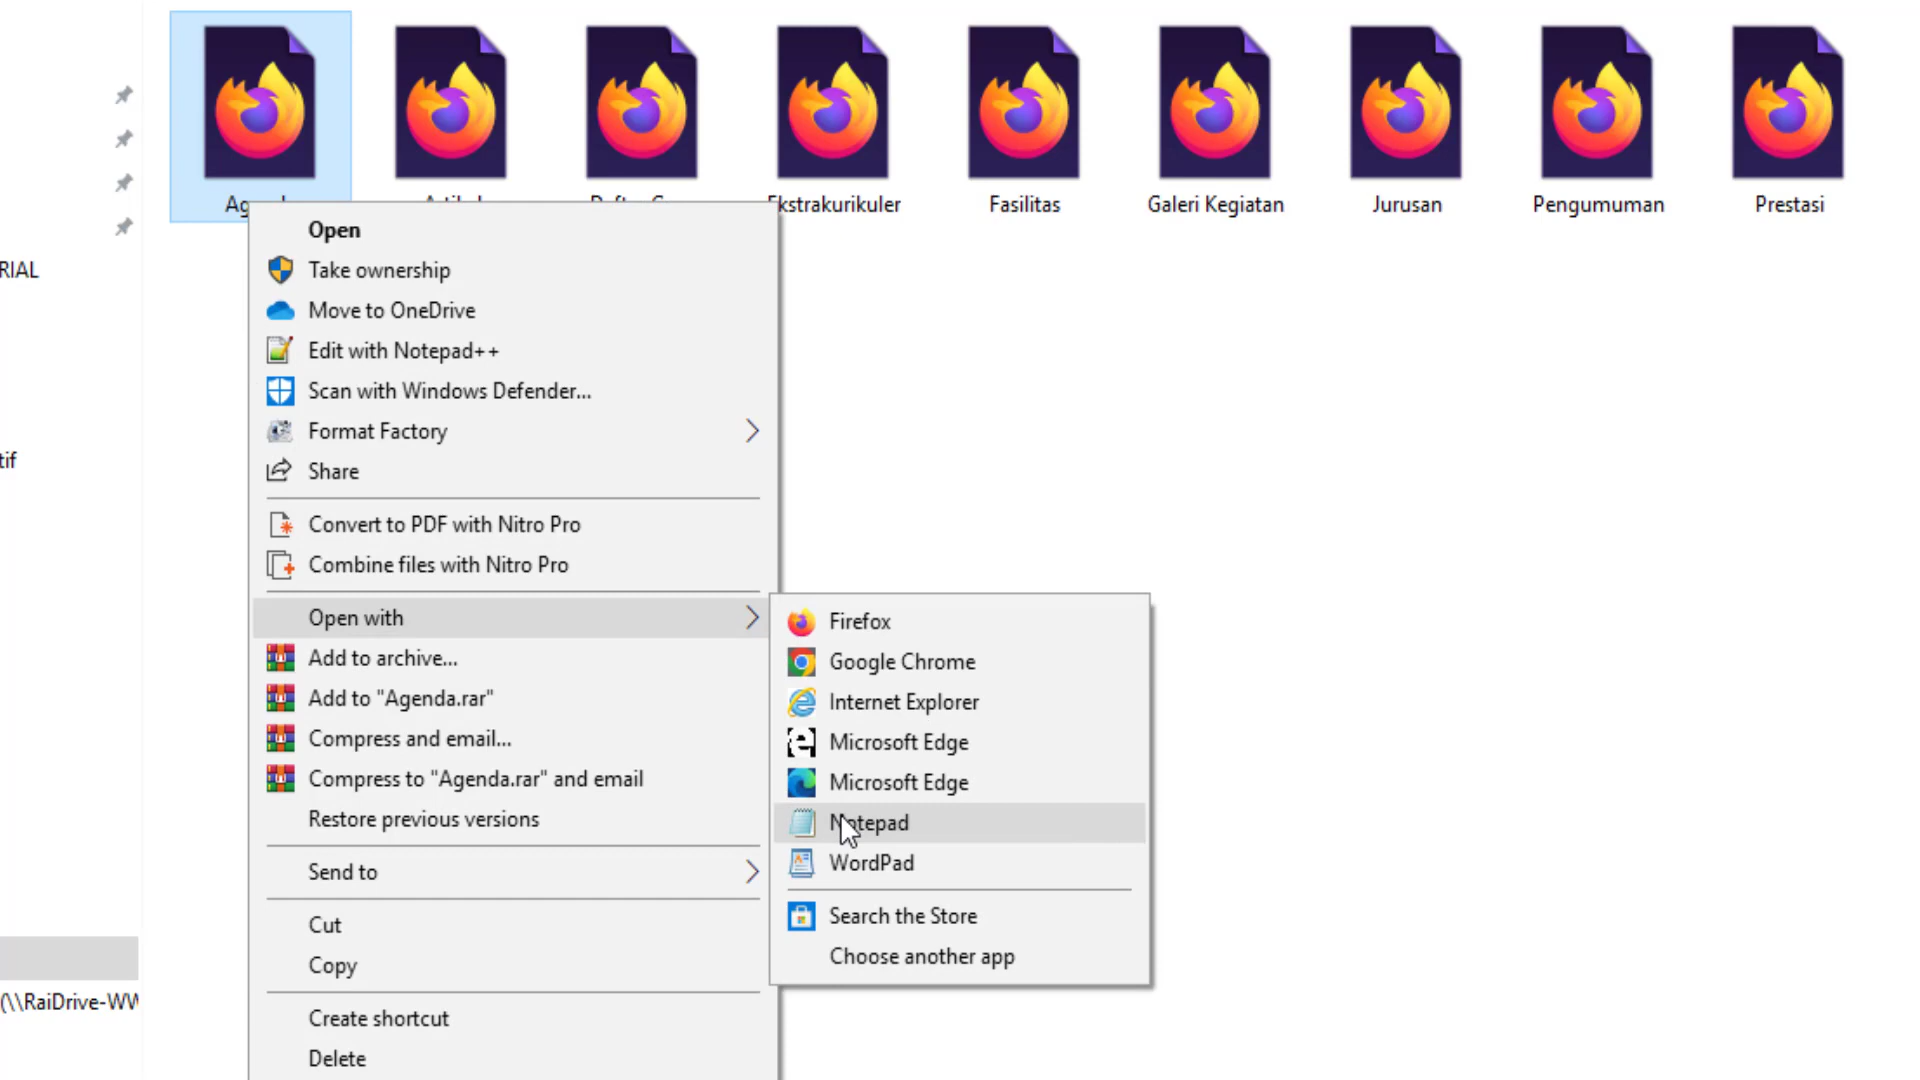 Ekstrakurikuler
Fasilitas
Galeri Kegiatan
Jurusan
Pengumuman
Prestasi
RIAL
tif
(\\RaiDrive-WW
Open
Take ownership
Move to OneDrive
Edit with Notepad++
Scan with Windows Defender...
Format Factory
Share
Convert to PDF with Nitro Pro
Combine files with Nitro Pro
Open with
Add to archive...
Add to "Agenda.rar"
Compress and email...
Compress to "Agenda.rar" and email
Restore previous versions
Send to
Cut
Copy
Create shortcut
Delete
Firefox
Google Chrome
Internet Explorer
Microsoft Edge
Microsoft Edge
Notepad
WordPad
Search the Store
Choose another app